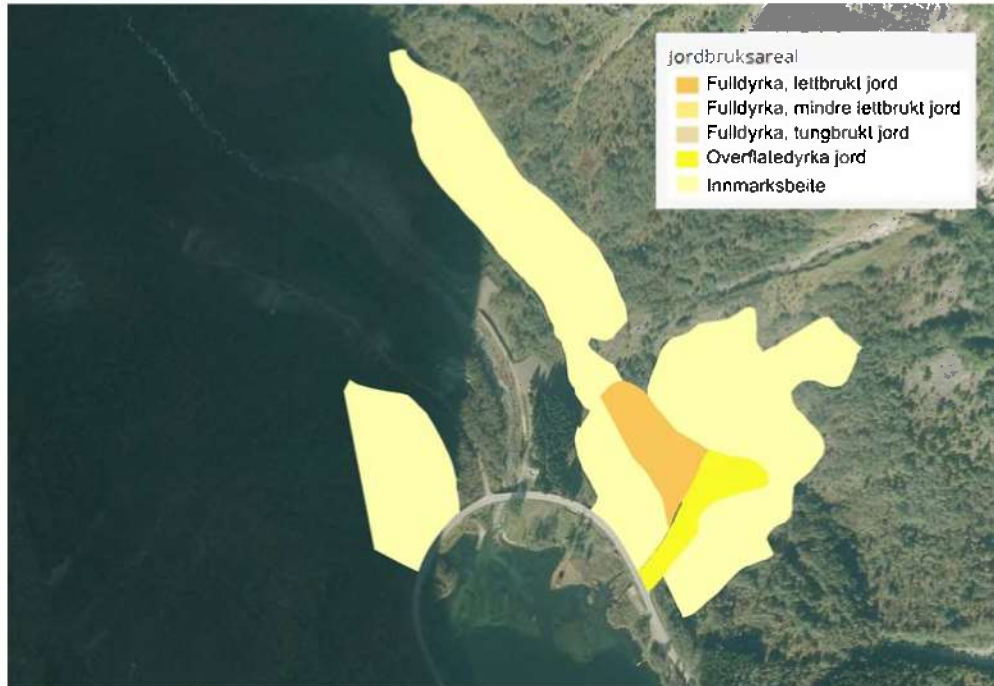 jordbruksareal
Fulldyrka, lettbrukt jord
Fulldyrka, mindre lettbrukt jord
Fulldyrka, tungbrukt jord
Overflatedyrka jord
Innmarksbeite